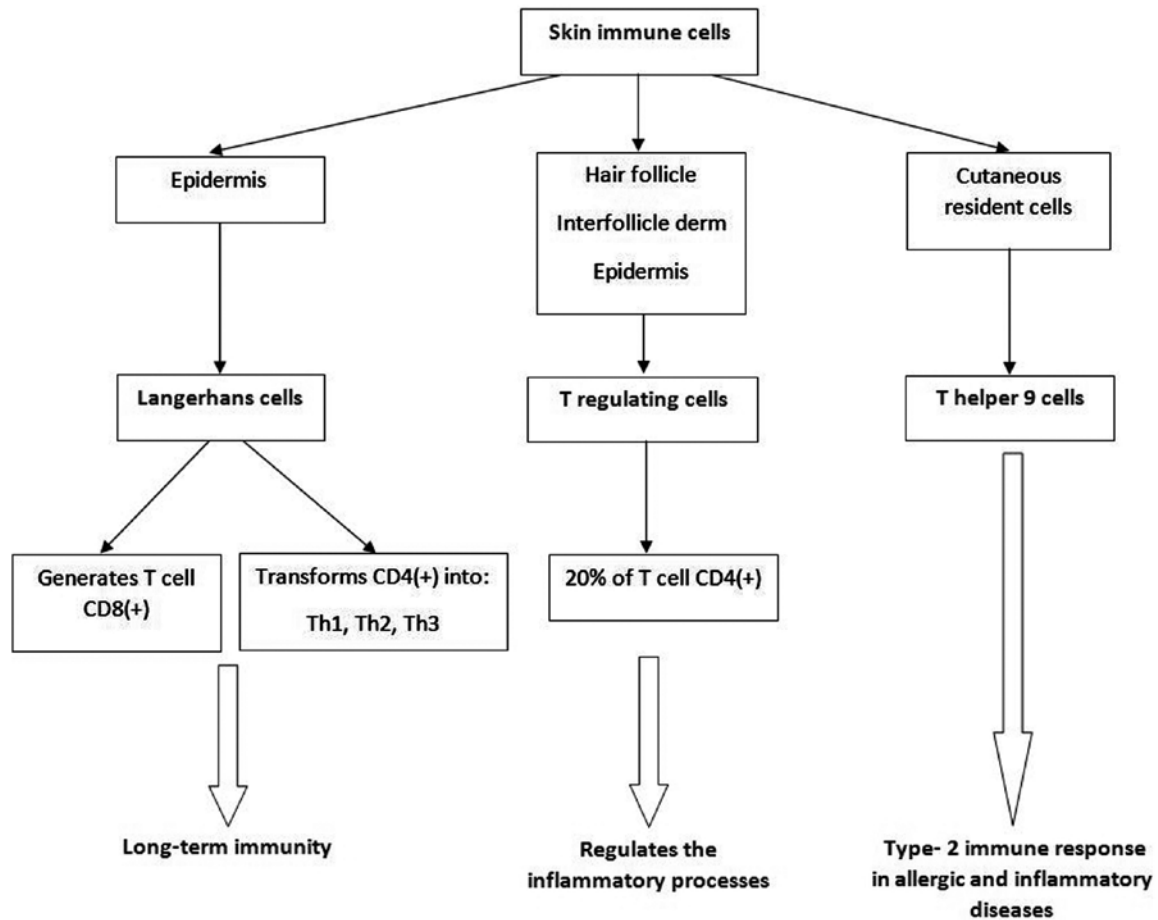 Skin immune cells
Epidermis
Hair follicle
Interfollicle derm
Epidermis
Cutaneous
resident cells
Langerhans cells
T regulating cells
T helper 9 cells
Generates T cell
CD8(+)
Transforms CD4(+) into:
Th1, Th2, Th3
20% of T cell CD4(+)
Long-term immunity
Regulates the
inflammatory processes
Type- 2 immune response
in allergic and inflammatory
diseases